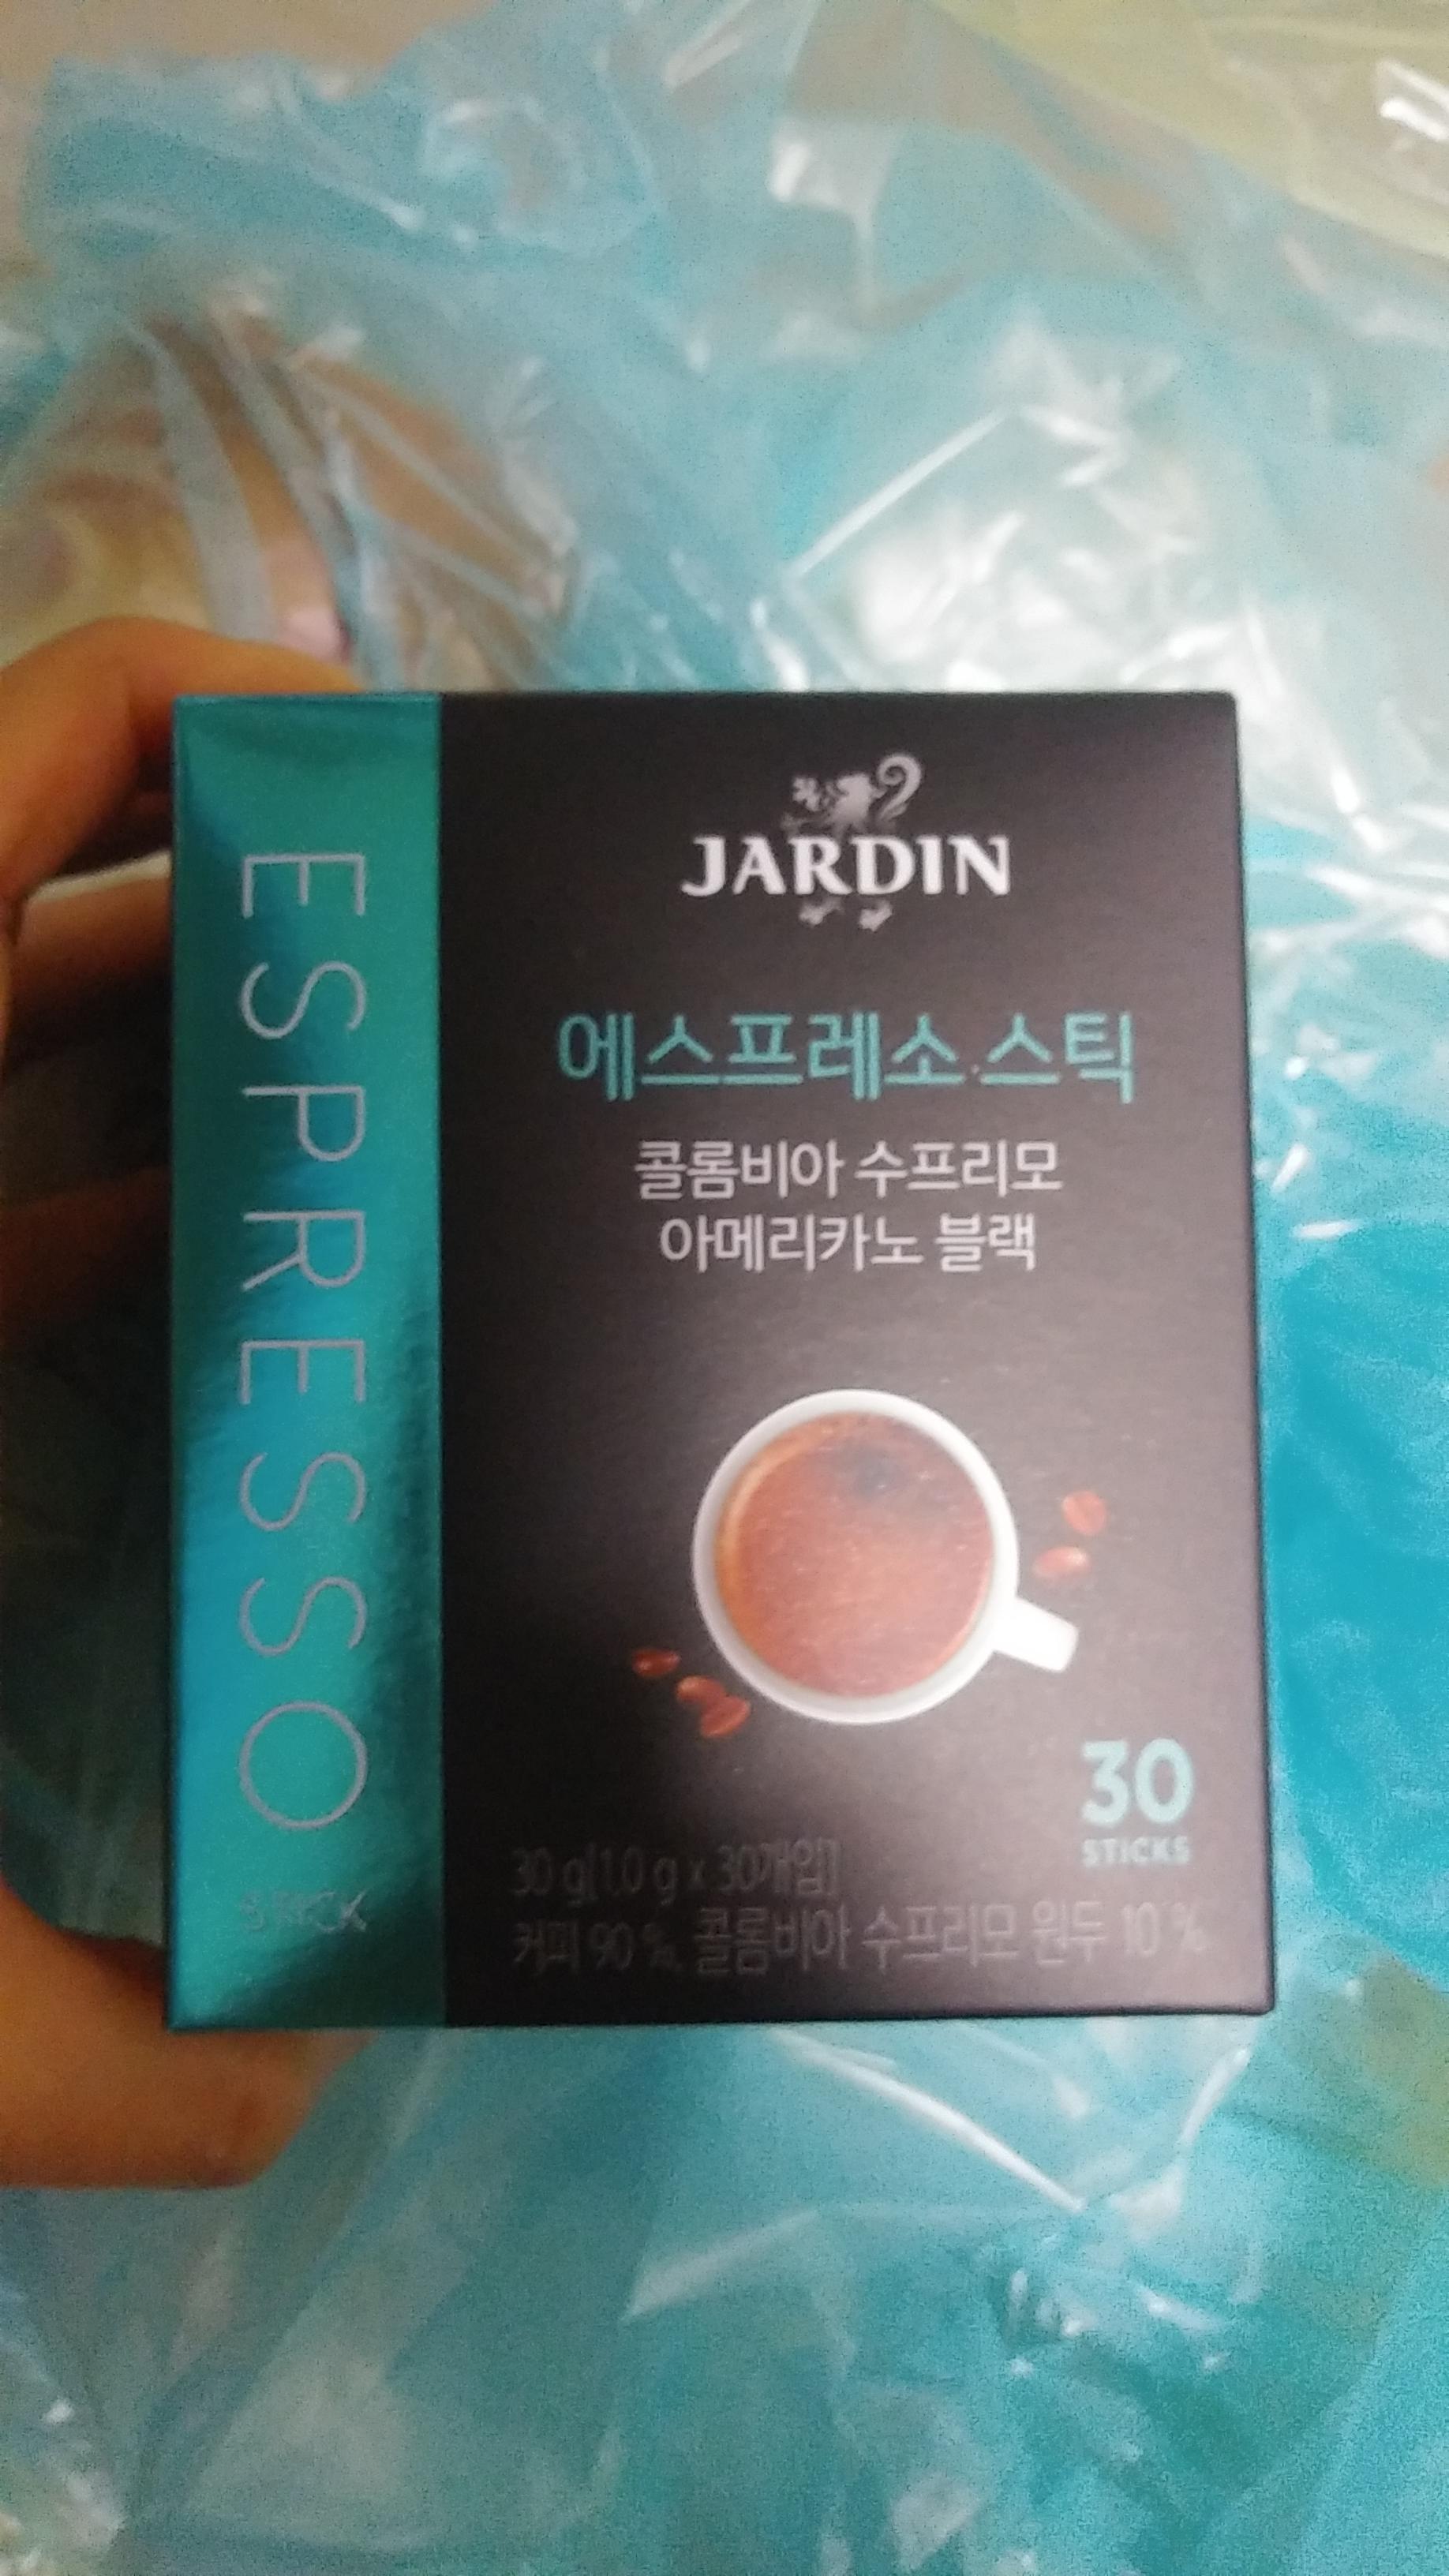 ESPRESSO
STICK
JARDIN
에스프레소 스틱
콜롬비아 수프리모
아메리카노 블랙
30
STICKS
30 g[1.0 g x 30개입]
커피 90 %, 콜롬비아 수프리모 원두 10 %